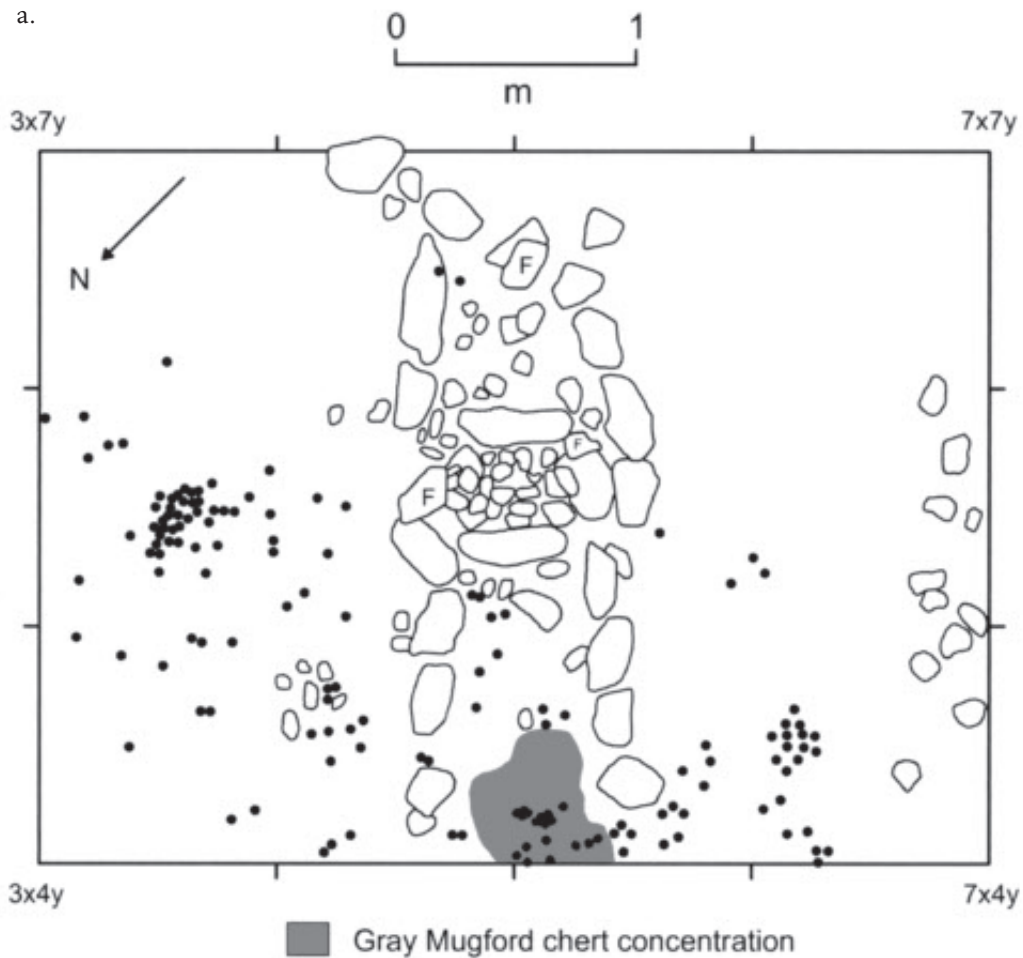 a.
0 1
m
3x7y 7x7y
N
F
F
F
3x4y 7x4y
Gray Mugford chert concentration